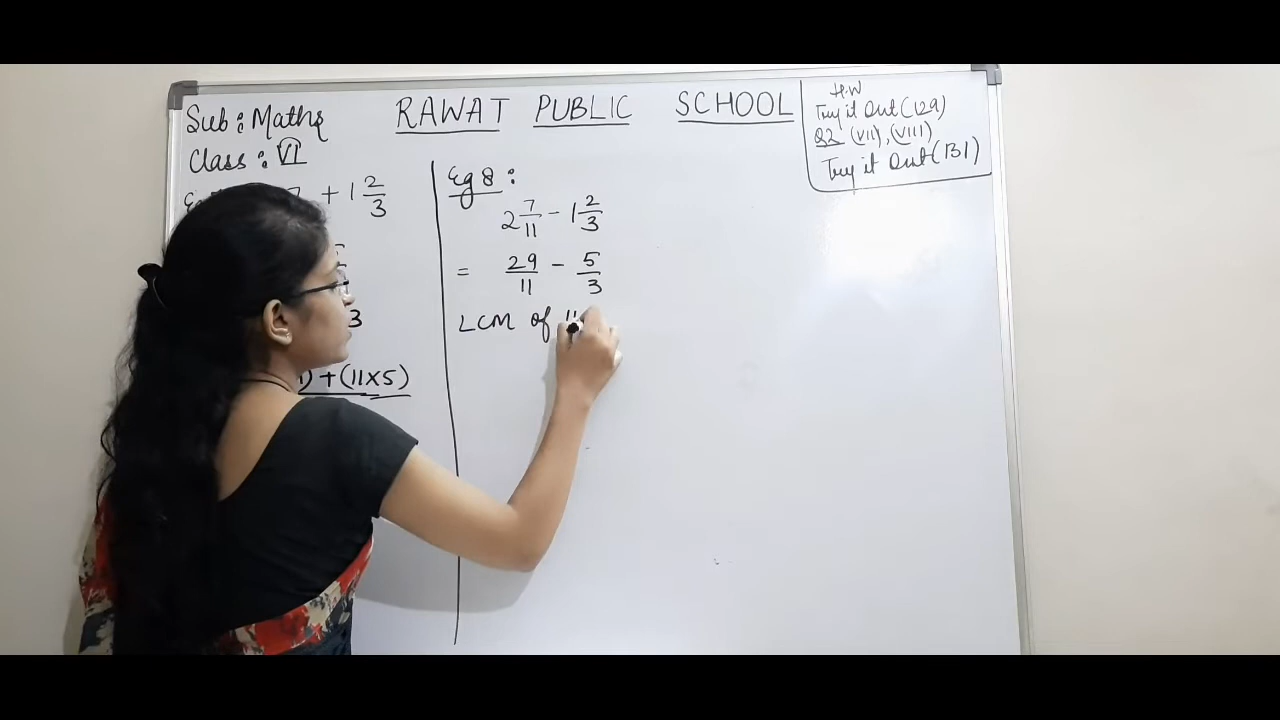 Sub : Maths
Class : VI
RAWAT PUBLIC SCHOOL
H.W
Try it Out (129)
Q2 (VII), (VIII)
Try it Out (131)
+ 1 2/3
3
) + (11×5)
Eg 8 :
2 7/11 - 1 2/3
= 29/11 - 5/3
LCM of 11